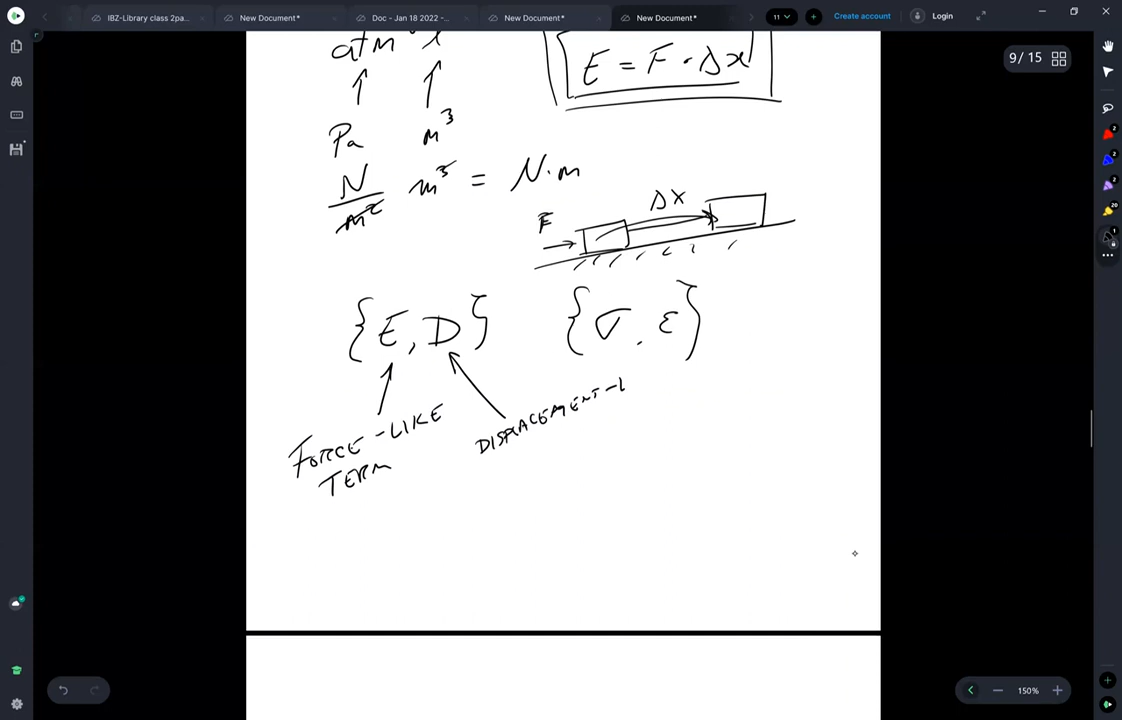 IBZ-Library class 2pa...
New Document*
Doc - Jan 18 2022 -...
New Document*
New Document*
11
Create account
Login
9 / 15
atm · l
E = F · Δx
Pa m³
N/m² m³ = N·m
F Δx
{E, D} {σ, ε}
FORCE-LIKE TERM
DISPLACEMENT-L
150%